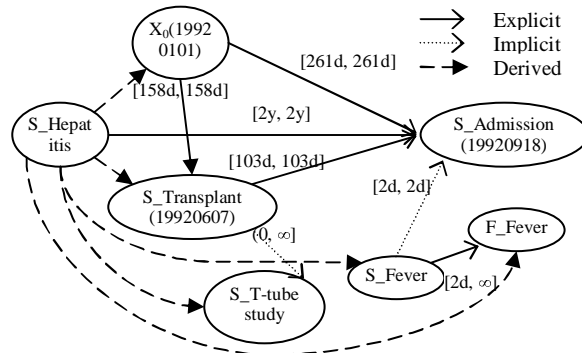 X₀(1992
0101)
Explicit
Implicit
Derived
[261d, 261d]
[158d, 158d]
[2y, 2y]
S_Hepat
itis
S_Admission
(19920918)
[103d, 103d]
S_Transplant
(19920607)
[2d, 2d]
(0, ∞]
F_Fever
S_Fever
[2d, ∞]
S_T-tube
study